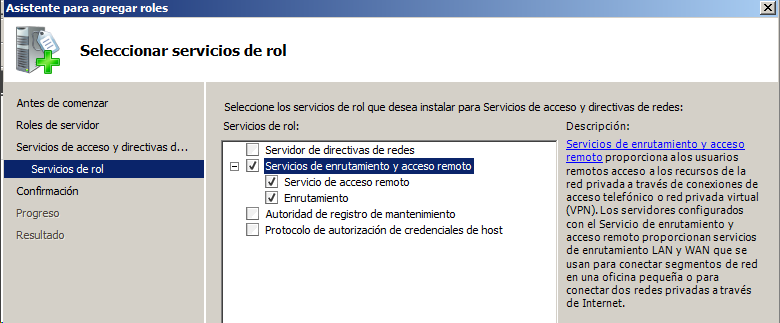 Asistente para agregar roles
Seleccionar servicios de rol
Antes de comenzar
Roles de servidor
Servicios de acceso y directivas d...
Servicios de rol
Confirmación
Progreso
Resultado
Seleccione los servicios de rol que desea instalar para Servicios de acceso y directivas de redes:
Servicios de rol:
Servidor de directivas de redes
Servicios de enrutamiento y acceso remoto
Servicio de acceso remoto
Enrutamiento
Autoridad de registro de mantenimiento
Protocolo de autorización de credenciales de host
Descripción:
Servicios de enrutamiento y acceso
remoto proporciona a los usuarios
remotos acceso a los recursos de la
red privada a través de conexiones de
acceso telefónico o red privada virtual
(VPN). Los servidores configurados
con el Servicio de enrutamiento y
acceso remoto proporcionan servicios
de enrutamiento LAN y WAN que se
usan para conectar segmentos de red
en una oficina pequeña o para
conectar dos redes privadas a través
de Internet.